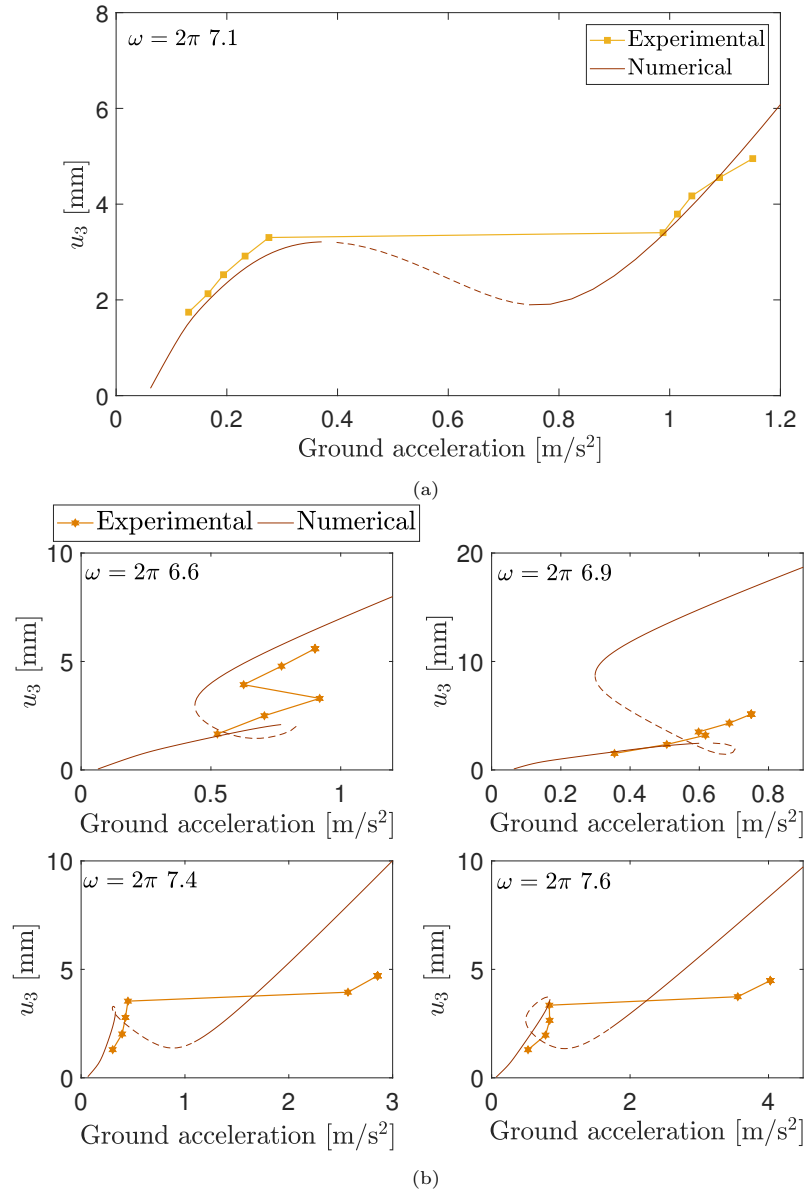 ω = 2π 7.1
Experimental
Numerical
8
6
4
2
0
u₃ [mm]
0 0.2 0.4 0.6 0.8 1 1.2
Ground acceleration [m/s²]
(a)
Experimental Numerical
ω = 2π 6.6
10
5
0
u₃ [mm]
0 0.5 1
Ground acceleration [m/s²]
ω = 2π 6.9
20
15
10
5
0
u₃ [mm]
0 0.2 0.4 0.6 0.8
Ground acceleration [m/s²]
ω = 2π 7.4
10
5
0
u₃ [mm]
0 1 2 3
Ground acceleration [m/s²]
ω = 2π 7.6
10
5
0
u₃ [mm]
0 2 4
Ground acceleration [m/s²]
(b)